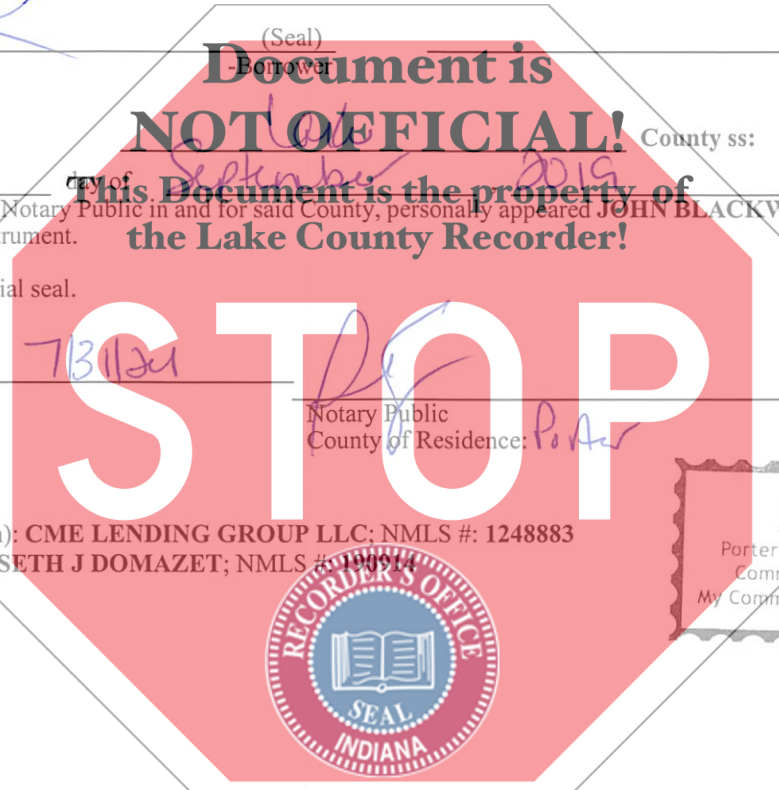 (Seal)
-Borrower
Document is
NOT OFFICIAL!
Lake County ss:
day of September 2019
This Document is the property of
Notary Public in and for said County, personally appeared JOHN BLACKW
rument.
the Lake County Recorder!
ial seal.
STOP
7/31/24
Notary Public
County of Residence: Porter
): CME LENDING GROUP LLC; NMLS #: 1248883
SETH J DOMAZET; NMLS #: 190914
Porter
Comm
My Comm
RECORDER'S OFFICE
SEAL
INDIANA